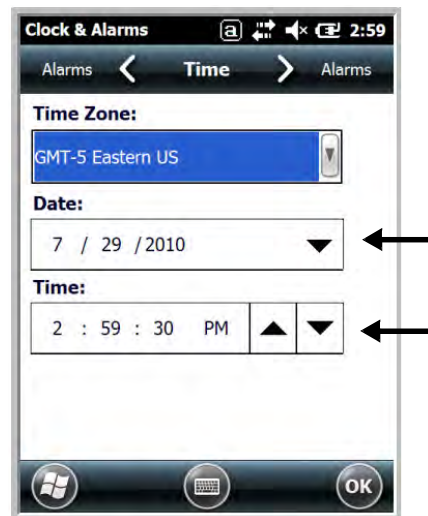 Clock & Alarms a 2:59
Alarms Time Alarms
Time Zone:
GMT-5 Eastern US
Date:
7 / 29 / 2010
Time:
2 : 59 : 30 PM
OK